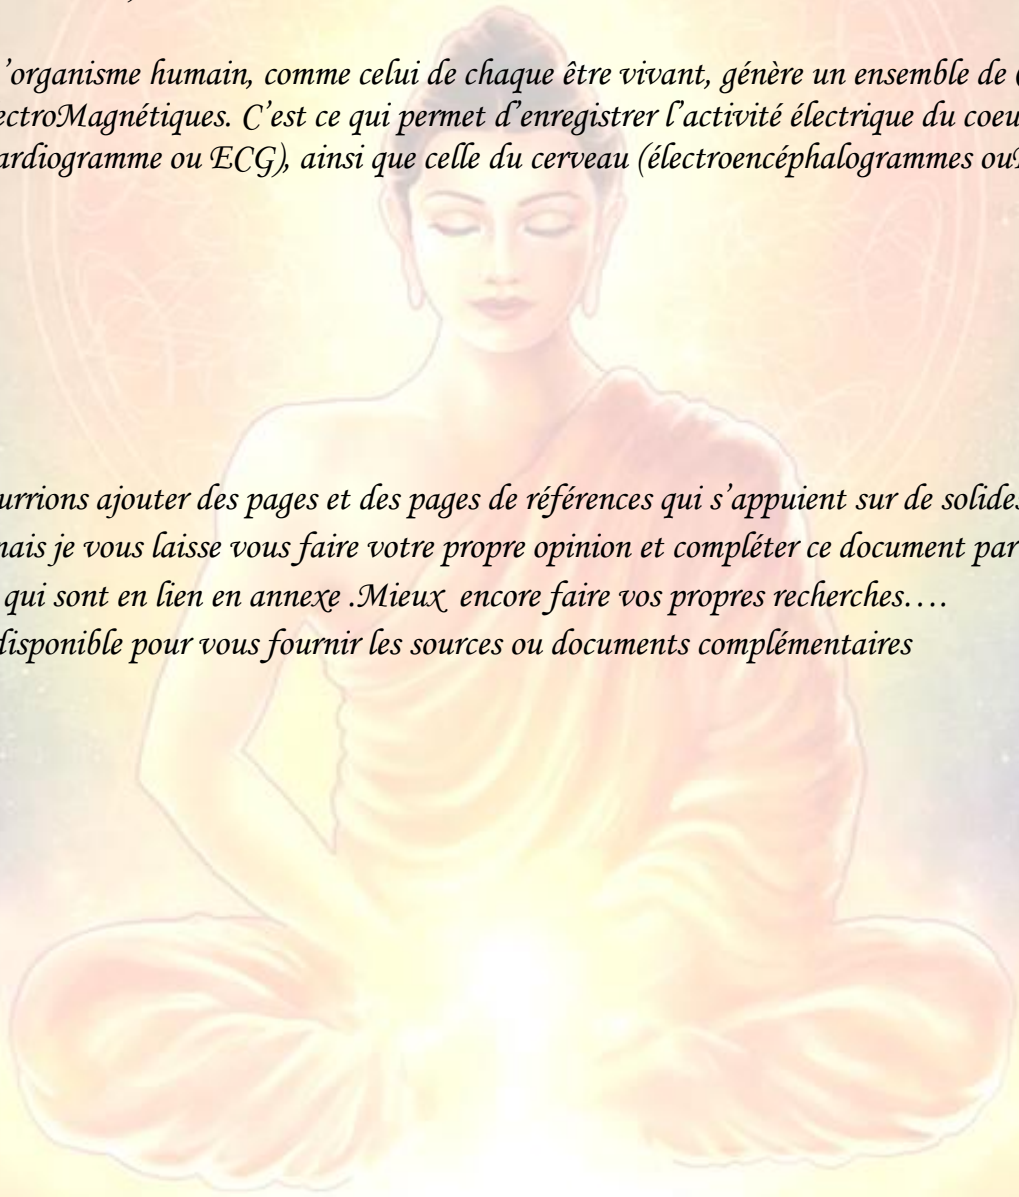 ’organisme humain, comme celui de chaque être vivant, génère un ensemble de
ectroMagnétiques. C’est ce qui permet d’enregistrer l’activité électrique du coeu
ardiogramme ou ECG), ainsi que celle du cerveau (électroencéphalogrammes ou
urrions ajouter des pages et des pages de références qui s’appuient sur de solides
mais je vous laisse vous faire votre propre opinion et compléter ce document par
qui sont en lien en annexe .Mieux encore faire vos propres recherches….
disponible pour vous fournir les sources ou documents complémentaires